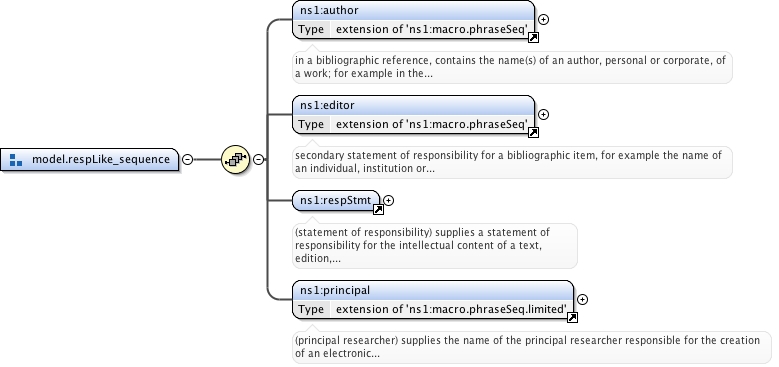 ns1:author
Type extension of 'ns1:macro.phraseSeq'
in a bibliographic reference, contains the name(s) of an author, personal or corporate, of
a work; for example in the...
ns1:editor
Type extension of 'ns1:macro.phraseSeq'
model.respLike_sequence
secondary statement of responsibility for a bibliographic item, for example the name of
an individual, institution or...
ns1:respStmt
(statement of responsibility) supplies a statement of
responsibility for the intellectual content of a text,
edition,...
ns1:principal
Type extension of 'ns1:macro.phraseSeq.limited'
(principal researcher) supplies the name of the principal researcher responsible for the creation
of an electronic...